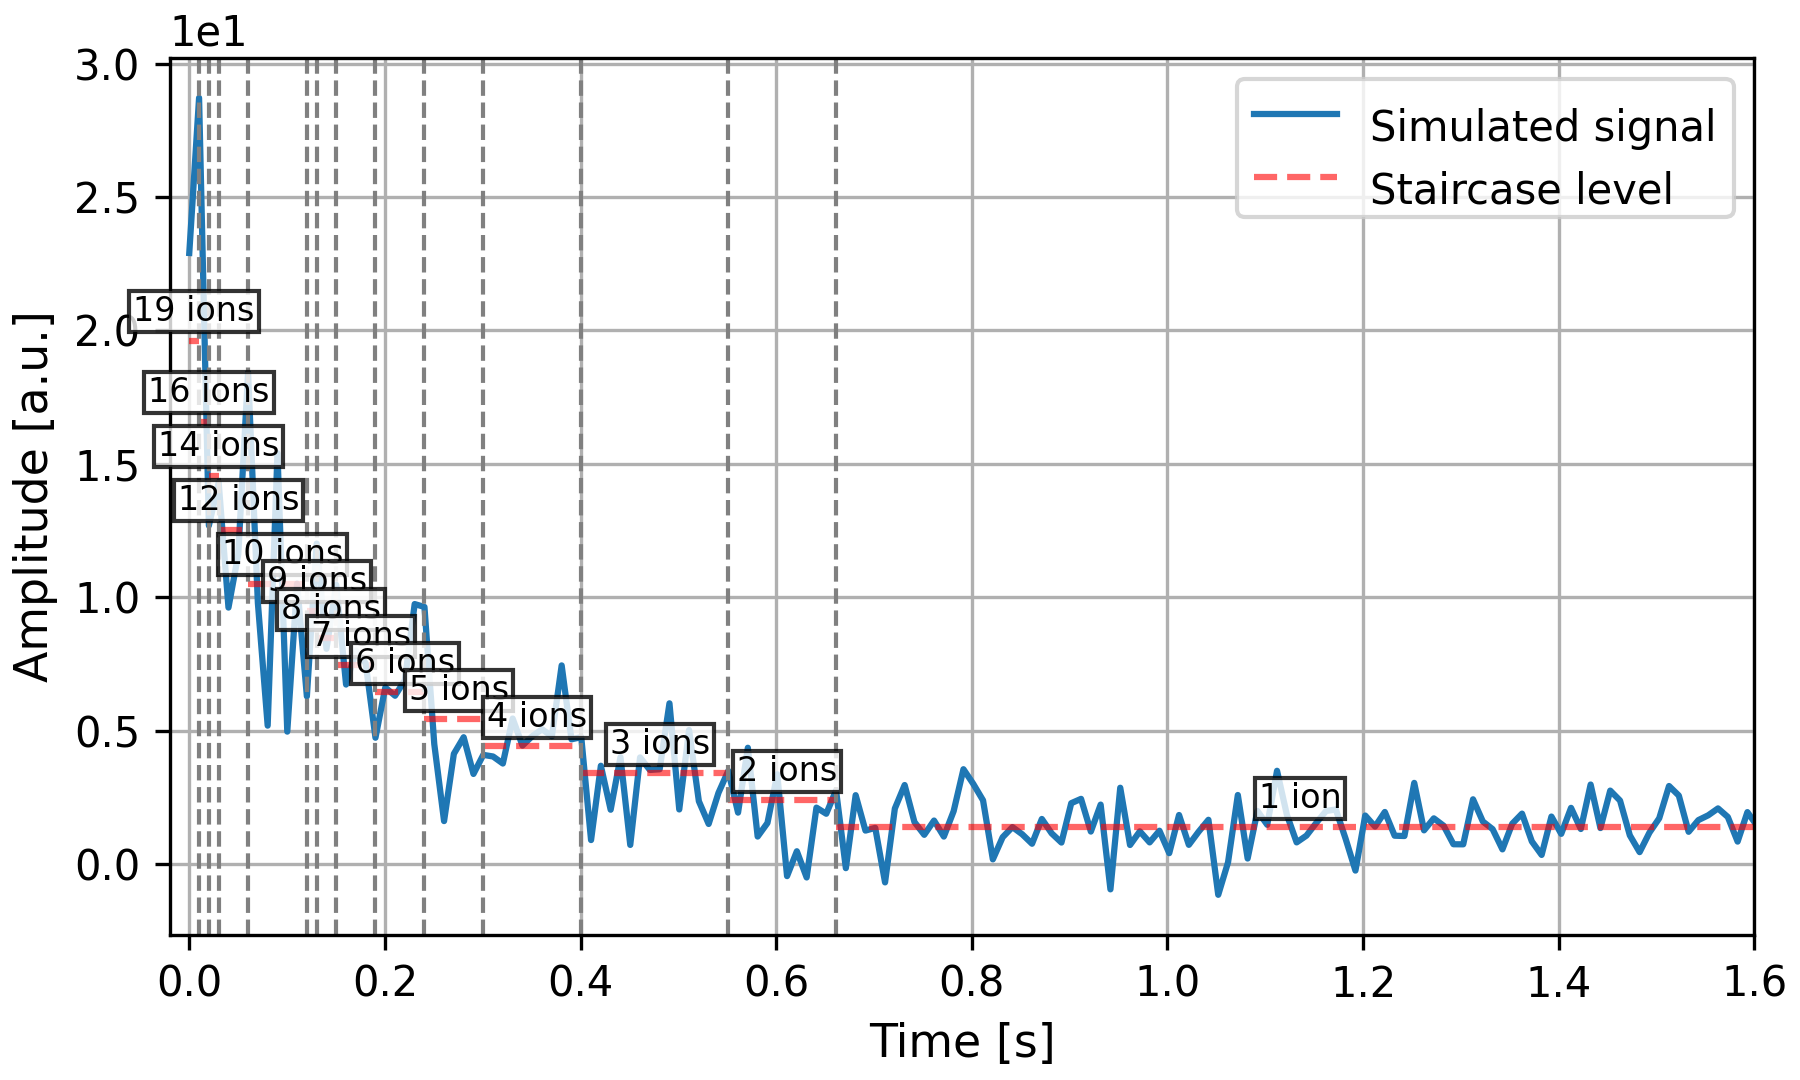 1e1
3.0
2.5
2.0
1.5
1.0
0.5
0.0
Amplitude [a.u.]
Simulated signal
Staircase level
19 ions
16 ions
14 ions
12 ions
10 ions
9 ions
8 ions
7 ions
6 ions
5 ions
4 ions
3 ions
2 ions
1 ion
0.0 0.2 0.4 0.6 0.8 1.0 1.2 1.4 1.6
Time [s]